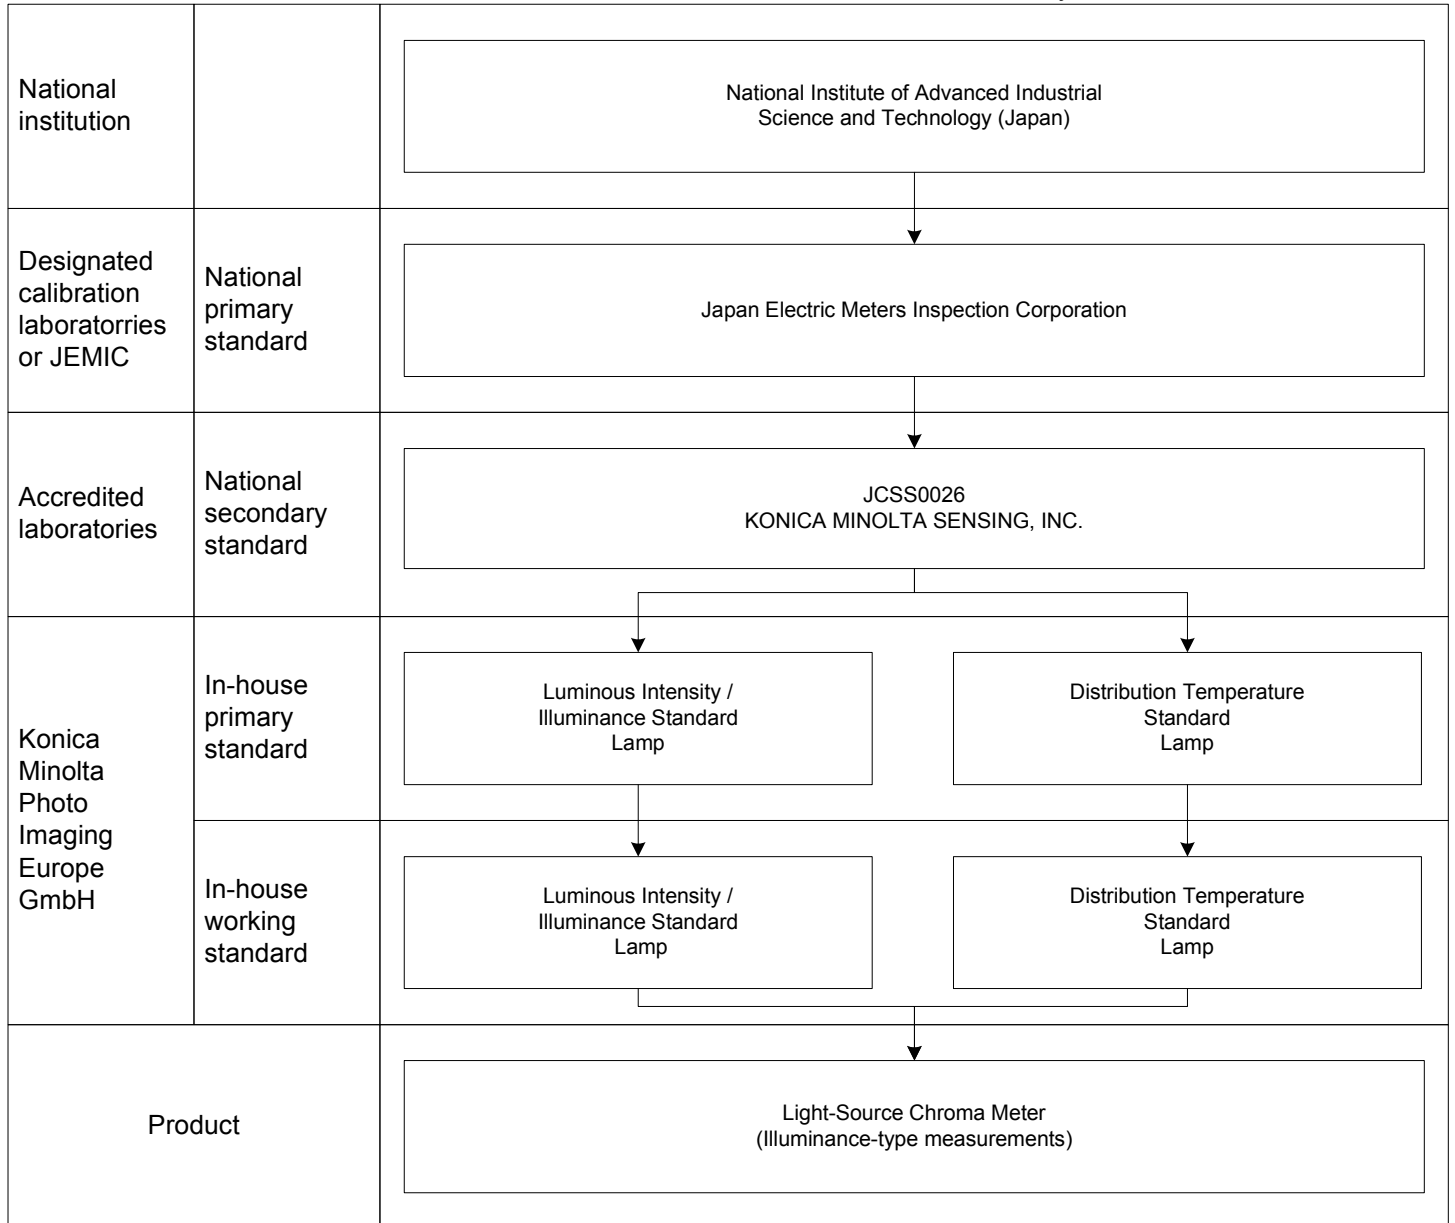 National
institution
National Institute of Advanced Industrial
Science and Technology (Japan)
Designated
calibration
laboratorries
or JEMIC
National
primary
standard
Japan Electric Meters Inspection Corporation
Accredited
laboratories
National
secondary
standard
JCSS0026
KONICA MINOLTA SENSING, INC.
Konica
Minolta
Photo
Imaging
Europe
GmbH
In-house
primary
standard
Luminous Intensity /
Illuminance Standard
Lamp
Distribution Temperature
Standard
Lamp
In-house
working
standard
Luminous Intensity /
Illuminance Standard
Lamp
Distribution Temperature
Standard
Lamp
Product
Light-Source Chroma Meter
(Illuminance-type measurements)